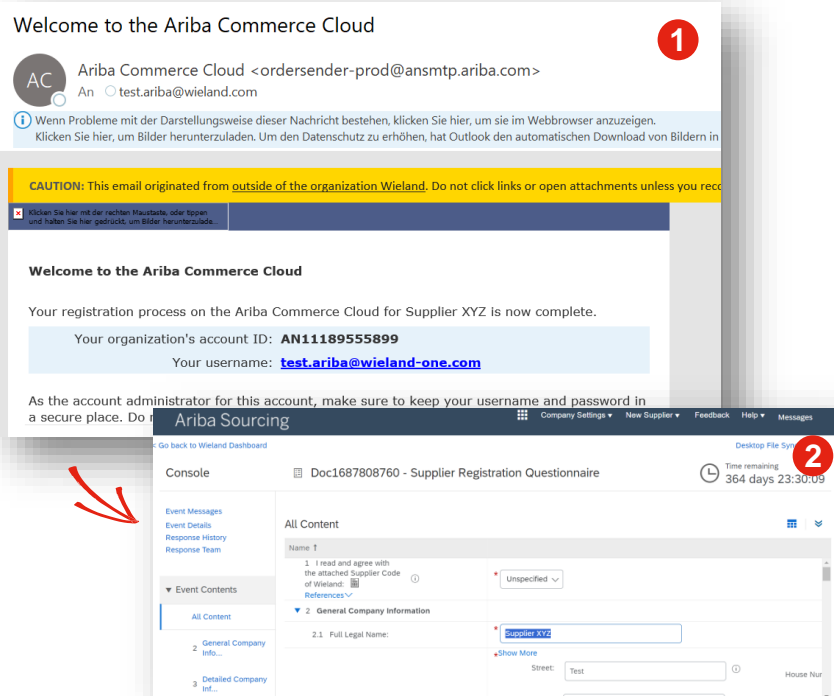 Welcome to the Ariba Commerce Cloud
1
AC
Ariba Commerce Cloud <ordersender-prod@ansmtp.ariba.com>
An test.ariba@wieland.com
Wenn Probleme mit der Darstellungsweise dieser Nachricht bestehen, klicken Sie hier, um sie im Webbrowser anzuzeigen.
Klicken Sie hier, um Bilder herunterzuladen. Um den Datenschutz zu erhöhen, hat Outlook den automatischen Download von Bildern in
CAUTION: This email originated from outside of the organization Wieland. Do not click links or open attachments unless you reco
Klicken Sie hier mit der rechten Maustaste, oder tippen
und halten Sie hier gedrückt, um Bilder herunterzulade...
Welcome to the Ariba Commerce Cloud
Your registration process on the Ariba Commerce Cloud for Supplier XYZ is now complete.
Your organization's account ID: AN11189555899
Your username: test.ariba@wieland-one.com
As the account administrator for this account, make sure to keep your username and password in
a secure place. Do
Ariba Sourcing
Company Settings ▾ New Supplier ▾ Feedback Help ▾ Messages
< Go back to Wieland Dashboard
Desktop File Syn
2
Console
Doc1687808760 - Supplier Registration Questionnaire
Time remaining
364 days 23:30:09
Event Messages
Event Details
Response History
Response Team
All Content
Name ↑
▼ Event Contents
All Content
2 General Company
Info...
3 Detailed Company
Inf...
1 I read and agree with
the attached Supplier Code
of Wieland:
References
* Unspecified
▼ 2 General Company Information
2.1 Full Legal Name:
* Supplier XYZ
*Show More
Street: Test
House Nur